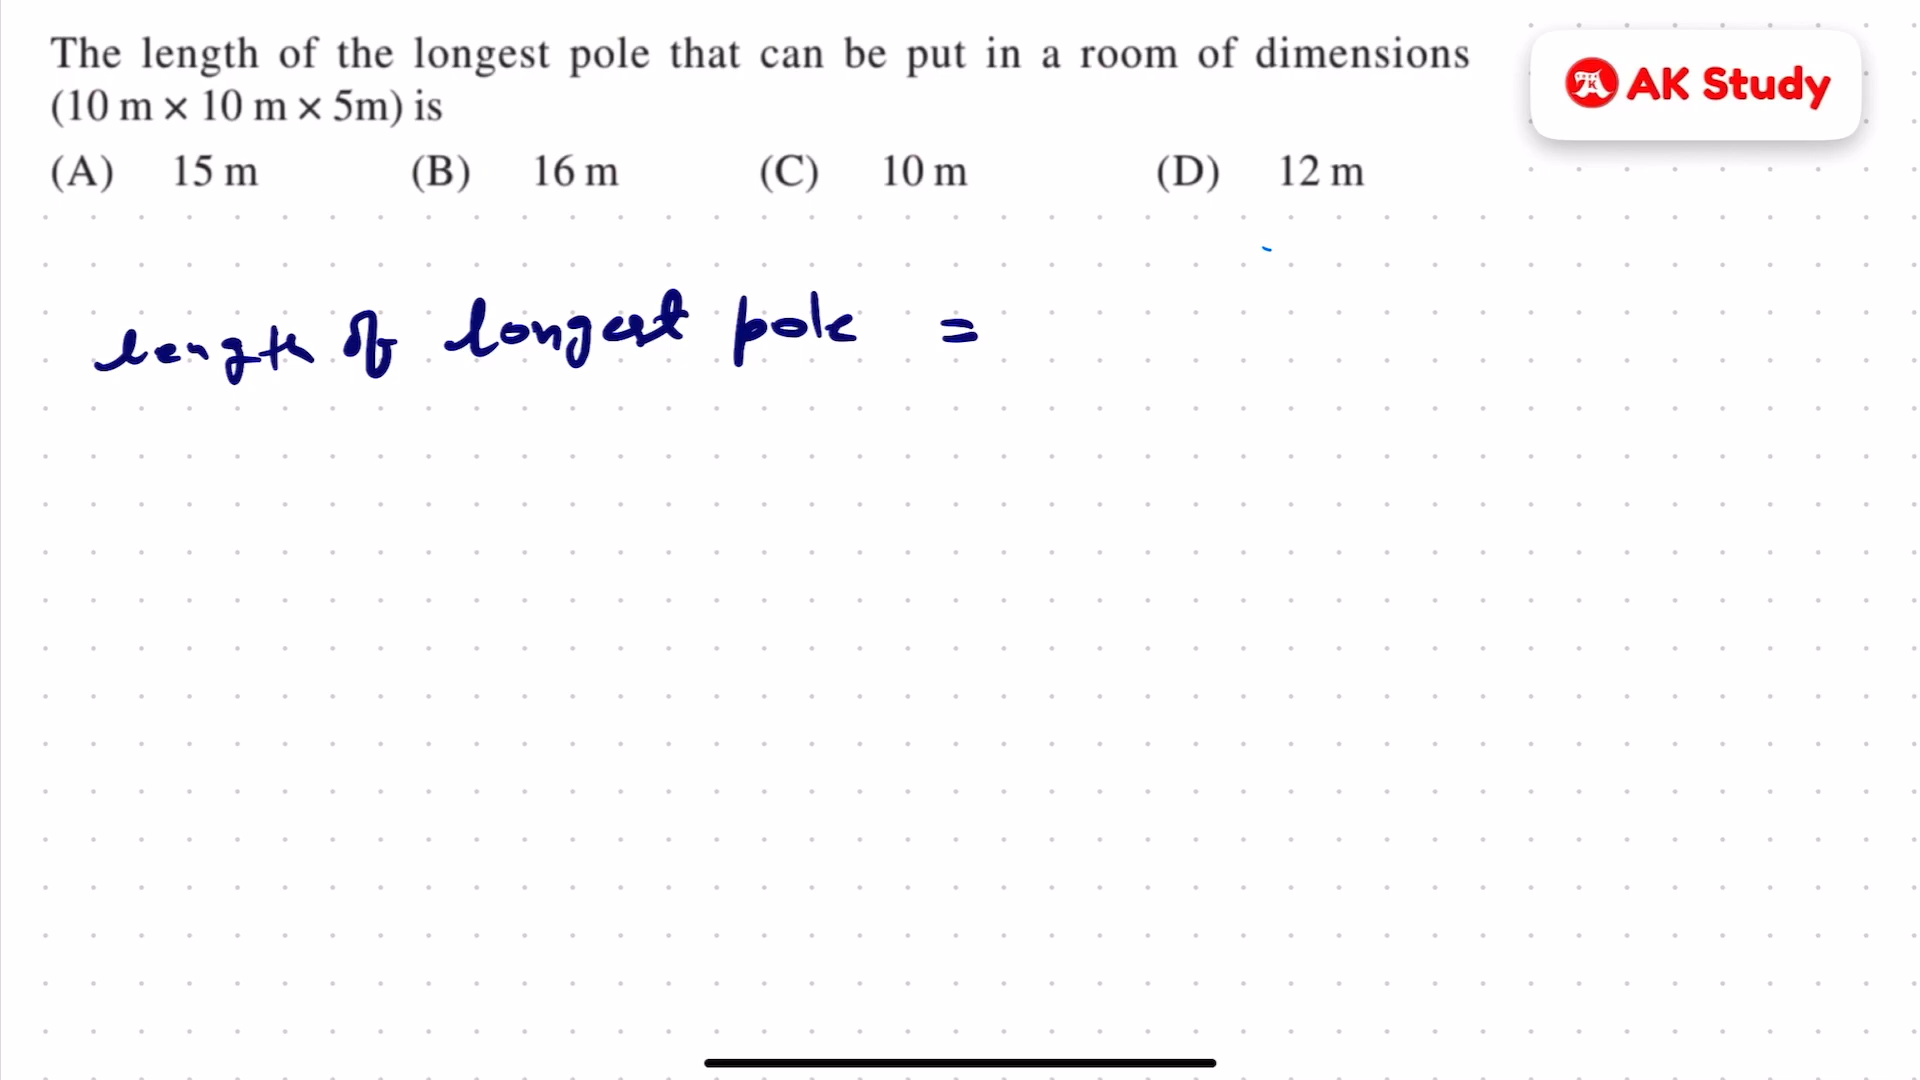 The length of the longest pole that can be put in a room of dimensions
(10 m × 10 m × 5m) is
(A) 15 m (B) 16 m (C) 10 m (D) 12 m
AK Study
length of longest pole =